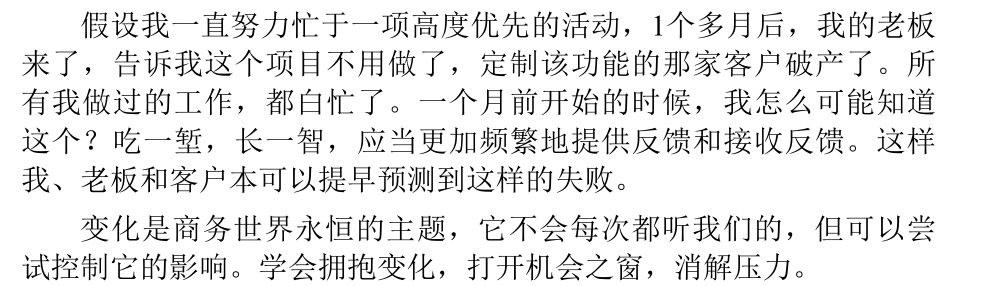 假设我一直努力忙于一项高度优先的活动，1个多月后，我的老板
来了，告诉我这个项目不用做了，定制该功能的那家客户破产了。所
有我做过的工作，都白忙了。一个月前开始的时候，我怎么可能知道
这个？吃一堑，长一智，应当更加频繁地提供反馈和接收反馈。这样
我、老板和客户本可以提早预测到这样的失败。
变化是商务世界永恒的主题，它不会每次都听我们的，但可以尝
试控制它的影响。学会拥抱变化，打开机会之窗，消解压力。